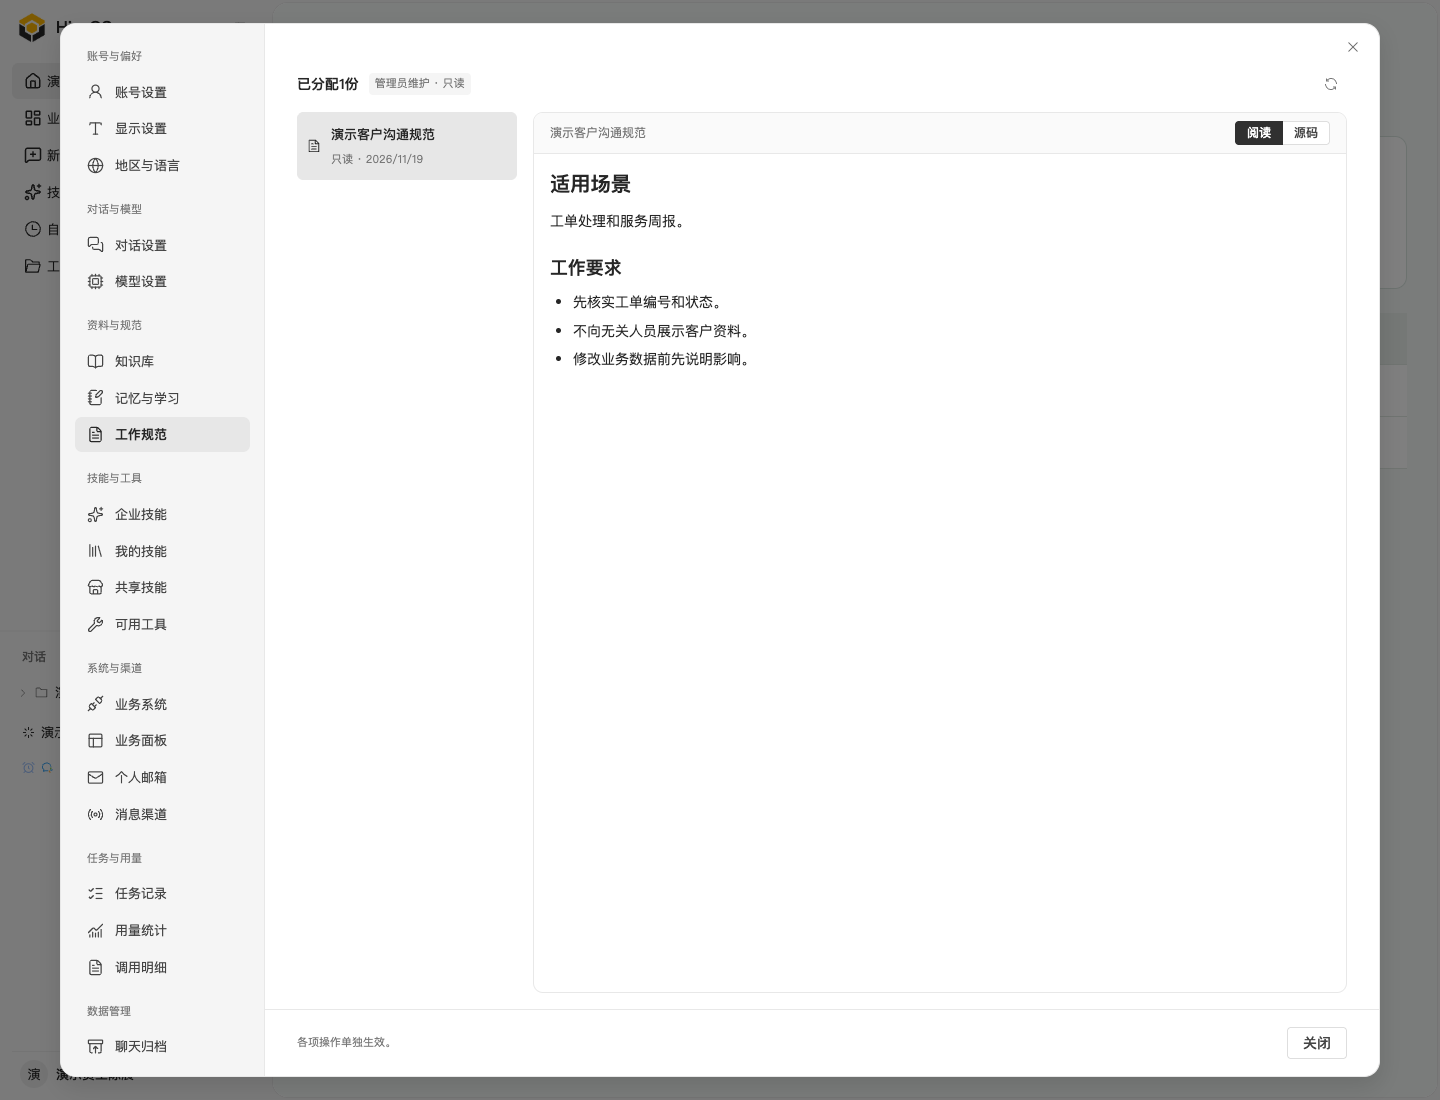 账号与偏好
账号设置
显示设置
地区与语言
对话与模型
对话设置
模型设置
资料与规范
知识库
记忆与学习
工作规范
技能与工具
企业技能
我的技能
共享技能
可用工具
系统与渠道
业务系统
业务面板
个人邮箱
消息渠道
任务与用量
任务记录
用量统计
调用明细
数据管理
聊天归档
已分配1份
管理员维护 · 只读
演示客户沟通规范
只读 · 2026/11/19
演示客户沟通规范
阅读
源码
适用场景
工单处理和服务周报。
工作要求
• 先核实工单编号和状态。
• 不向无关人员展示客户资料。
• 修改业务数据前先说明影响。
各项操作单独生效。
关闭
演
业
新
技
自
工
对话
演示
演